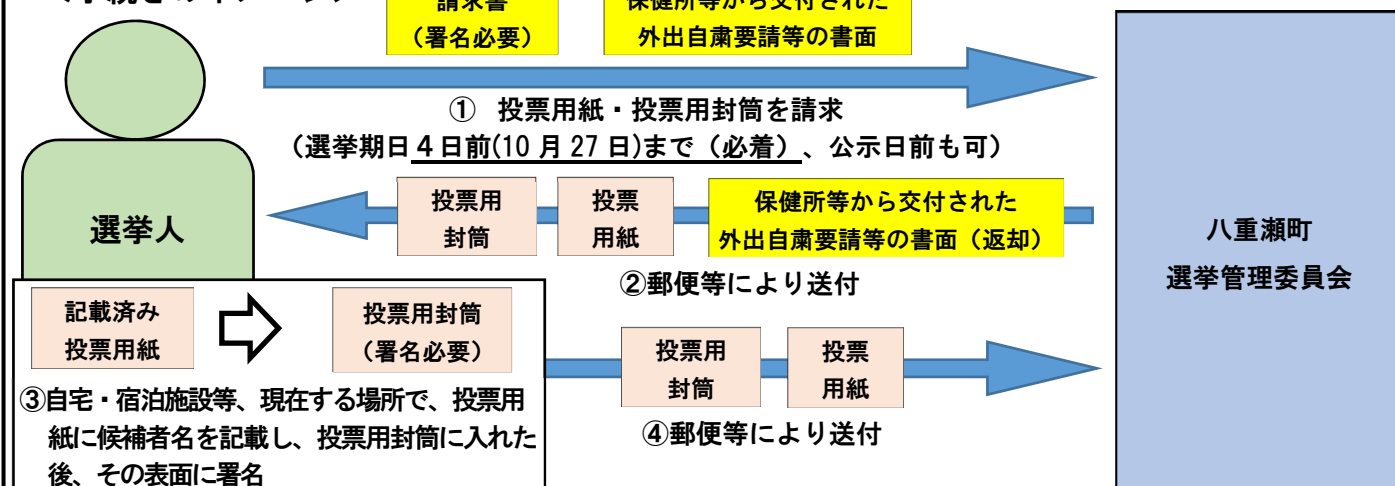 請求書
（署名必要）
保健所等から交付された
外出自粛要請等の書面
① 投票用紙・投票用封筒を請求
（選挙期日４日前(10月27日)まで（必着）、公示日前も可）
選挙人
投票用
封筒
投票
用紙
保健所等から交付された
外出自粛要請等の書面（返却）
②郵便等により送付
八重瀬町
選挙管理委員会
記載済み
投票用紙
投票用封筒
（署名必要）
③自宅・宿泊施設等、現在する場所で、投票用
紙に候補者名を記載し、投票用封筒に入れた
後、その表面に署名
投票用
封筒
投票
用紙
④郵便等により送付